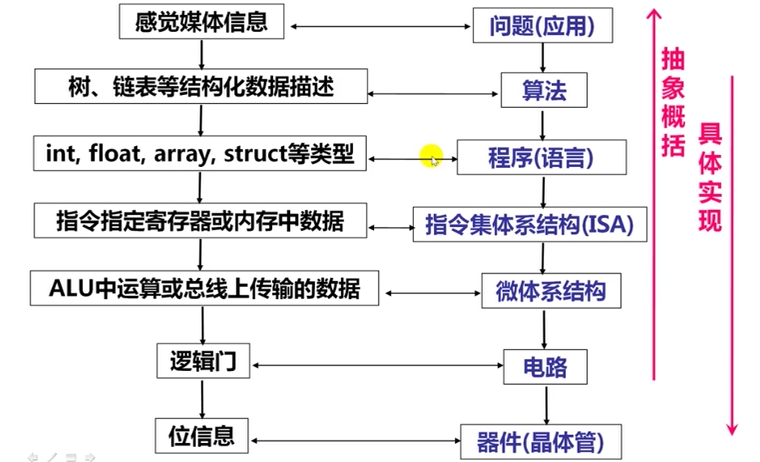 感觉媒体信息
问题(应用)
树、链表等结构化数据描述
算法
int, float, array, struct等类型
程序(语言)
指令指定寄存器或内存中数据
指令集体系结构(ISA)
ALU中运算或总线上传输的数据
微体系结构
逻辑门
电路
位信息
器件(晶体管)
抽象概括
具体实现